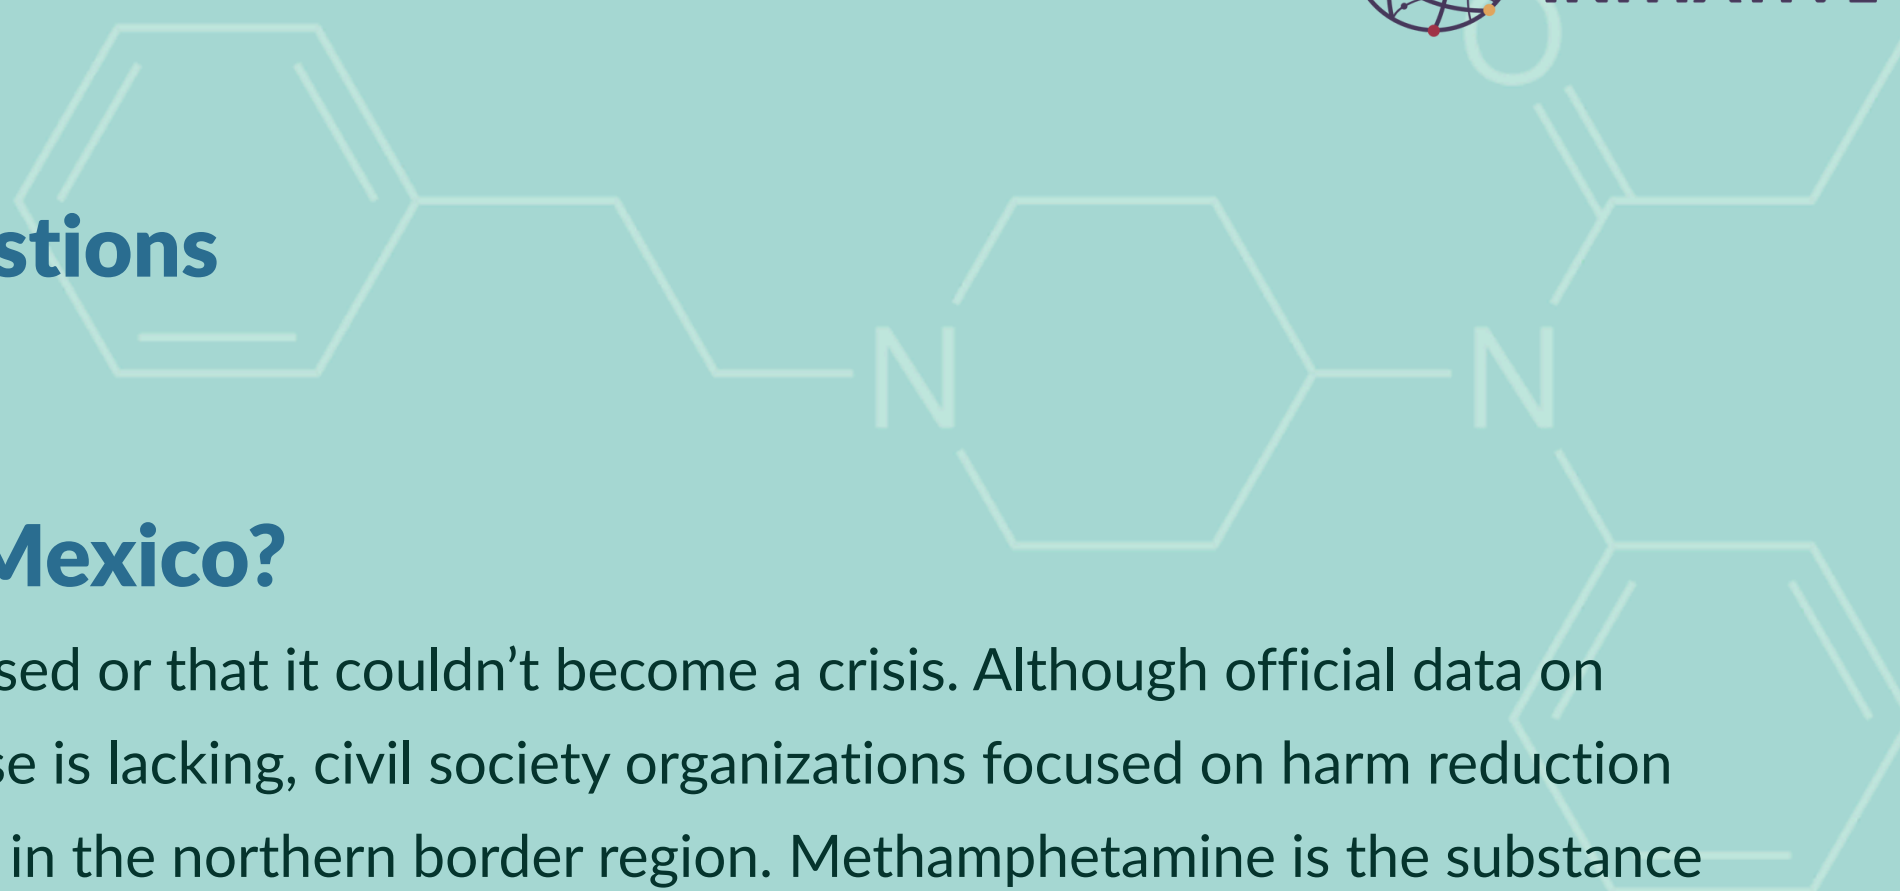 O
stions
N
N
Mexico?
sed or that it couldn’t become a crisis. Although official data on
se is lacking, civil society organizations focused on harm reduction
in the northern border region. Methamphetamine is the substance